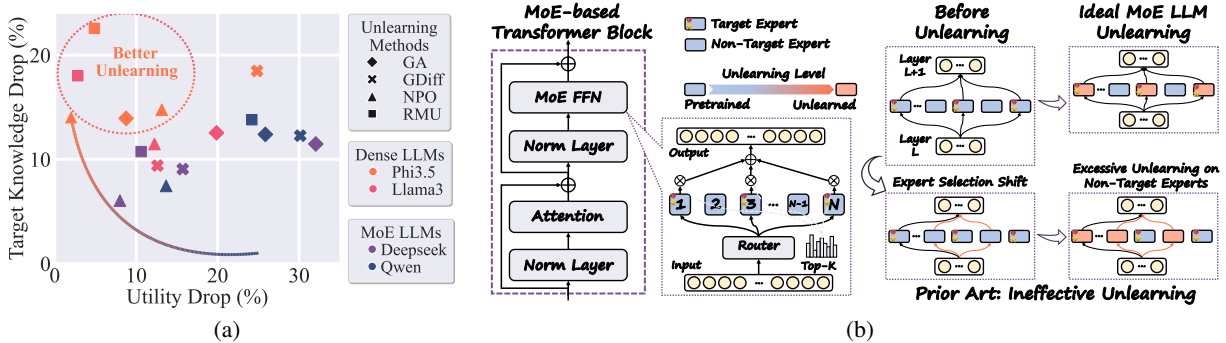 Target Knowledge Drop (%)
20
10
0
0
10
20
30
Utility Drop (%)
Better
Unlearning
Unlearning
Methods
GA
GDiff
NPO
RMU
Dense LLMs
Phi3.5
Llama3
MoE LLMs
Deepseek
Qwen
(a)
MoE-based
Transformer Block
MoE FFN
Norm Layer
Attention
Norm Layer
Target Expert
Non-Target Expert
Unlearning Level
Pretrained
Unlearned
Output
1 2 3 ... N-1 N
Router
Top-K
Input
Before
Unlearning
Layer
L+1
Layer
L
Ideal MoE LLM
Unlearning
Expert Selection Shift
Excessive Unlearning on
Non-Target Experts
Prior Art: Ineffective Unlearning
(b)